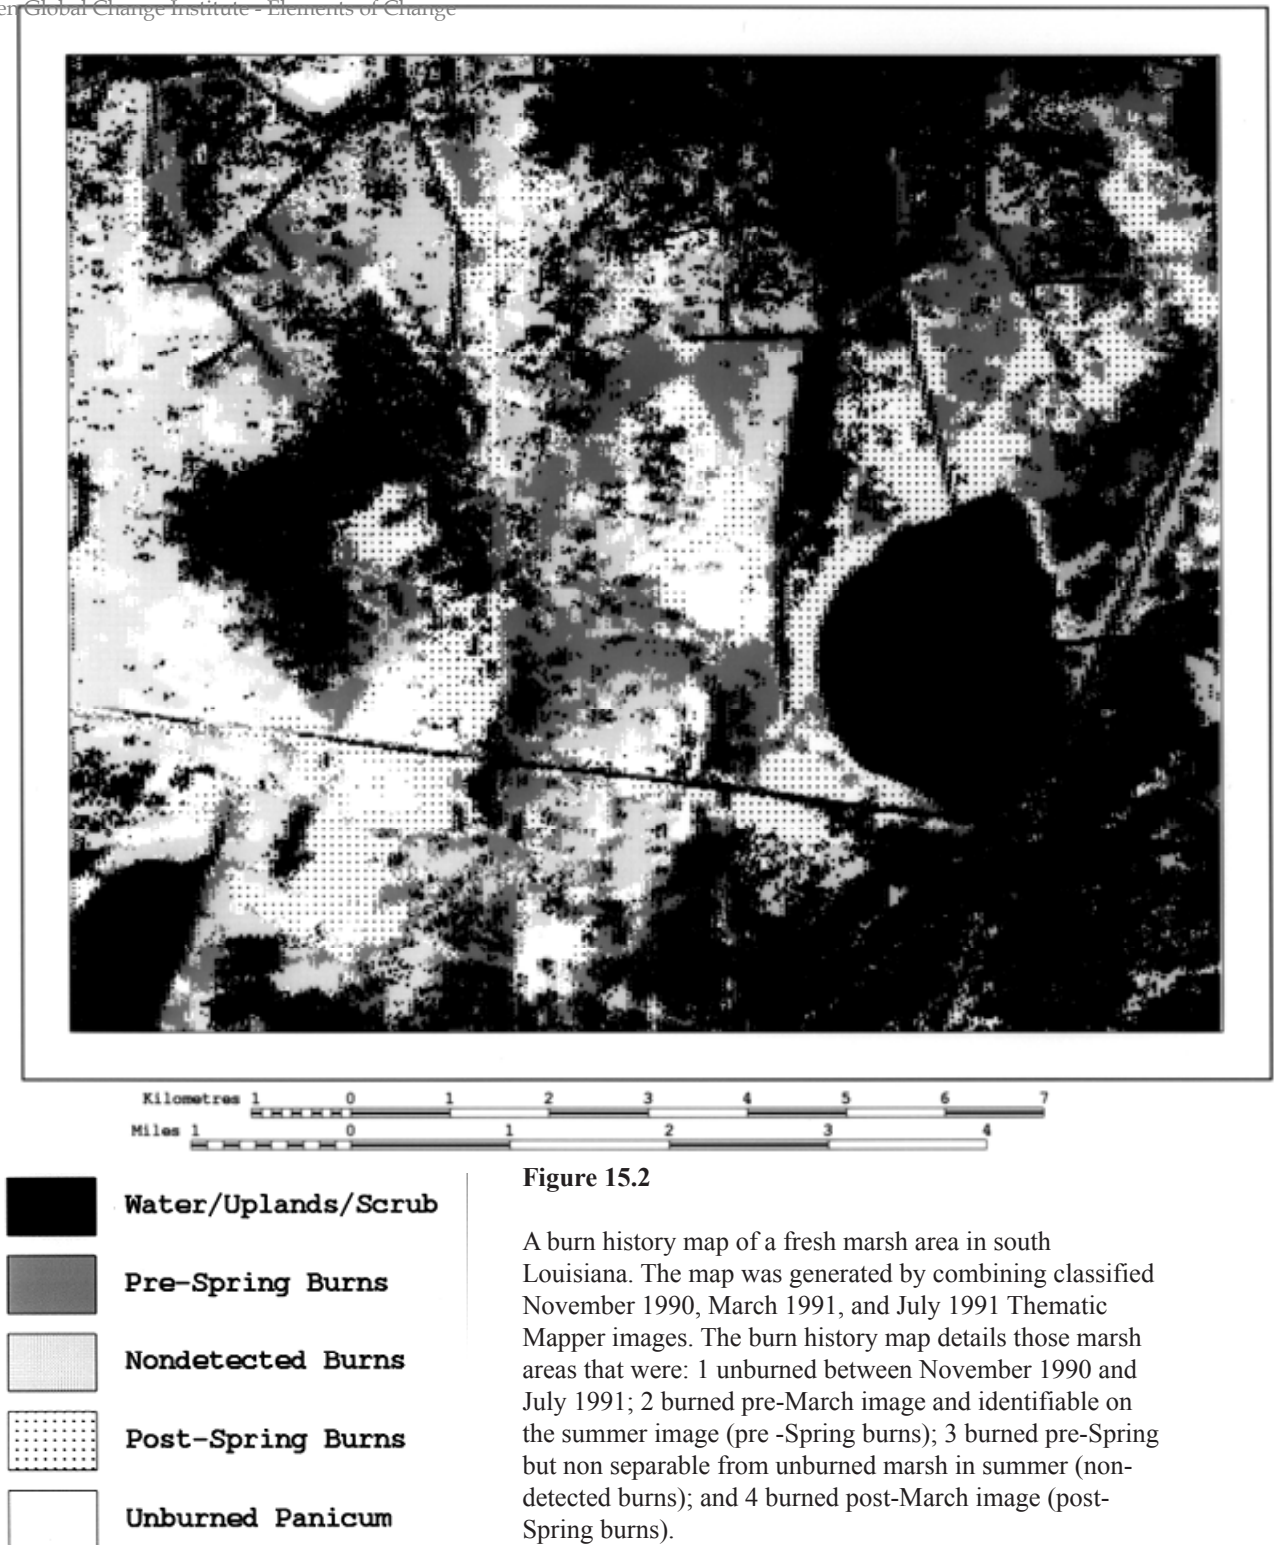 en Global Change Institute - Elements of Change
Kilometres 1 0 1 2 3 4 5 6 7
Miles 1 0 1 2 3 4
Water/Uplands/Scrub
Pre-Spring Burns
Nondetected Burns
Post-Spring Burns
Unburned Panicum
Figure 15.2
A burn history map of a fresh marsh area in south
Louisiana. The map was generated by combining classified
November 1990, March 1991, and July 1991 Thematic
Mapper images. The burn history map details those marsh
areas that were: 1 unburned between November 1990 and
July 1991; 2 burned pre-March image and identifiable on
the summer image (pre -Spring burns); 3 burned pre-Spring
but non separable from unburned marsh in summer (non-
detected burns); and 4 burned post-March image (post-
Spring burns).